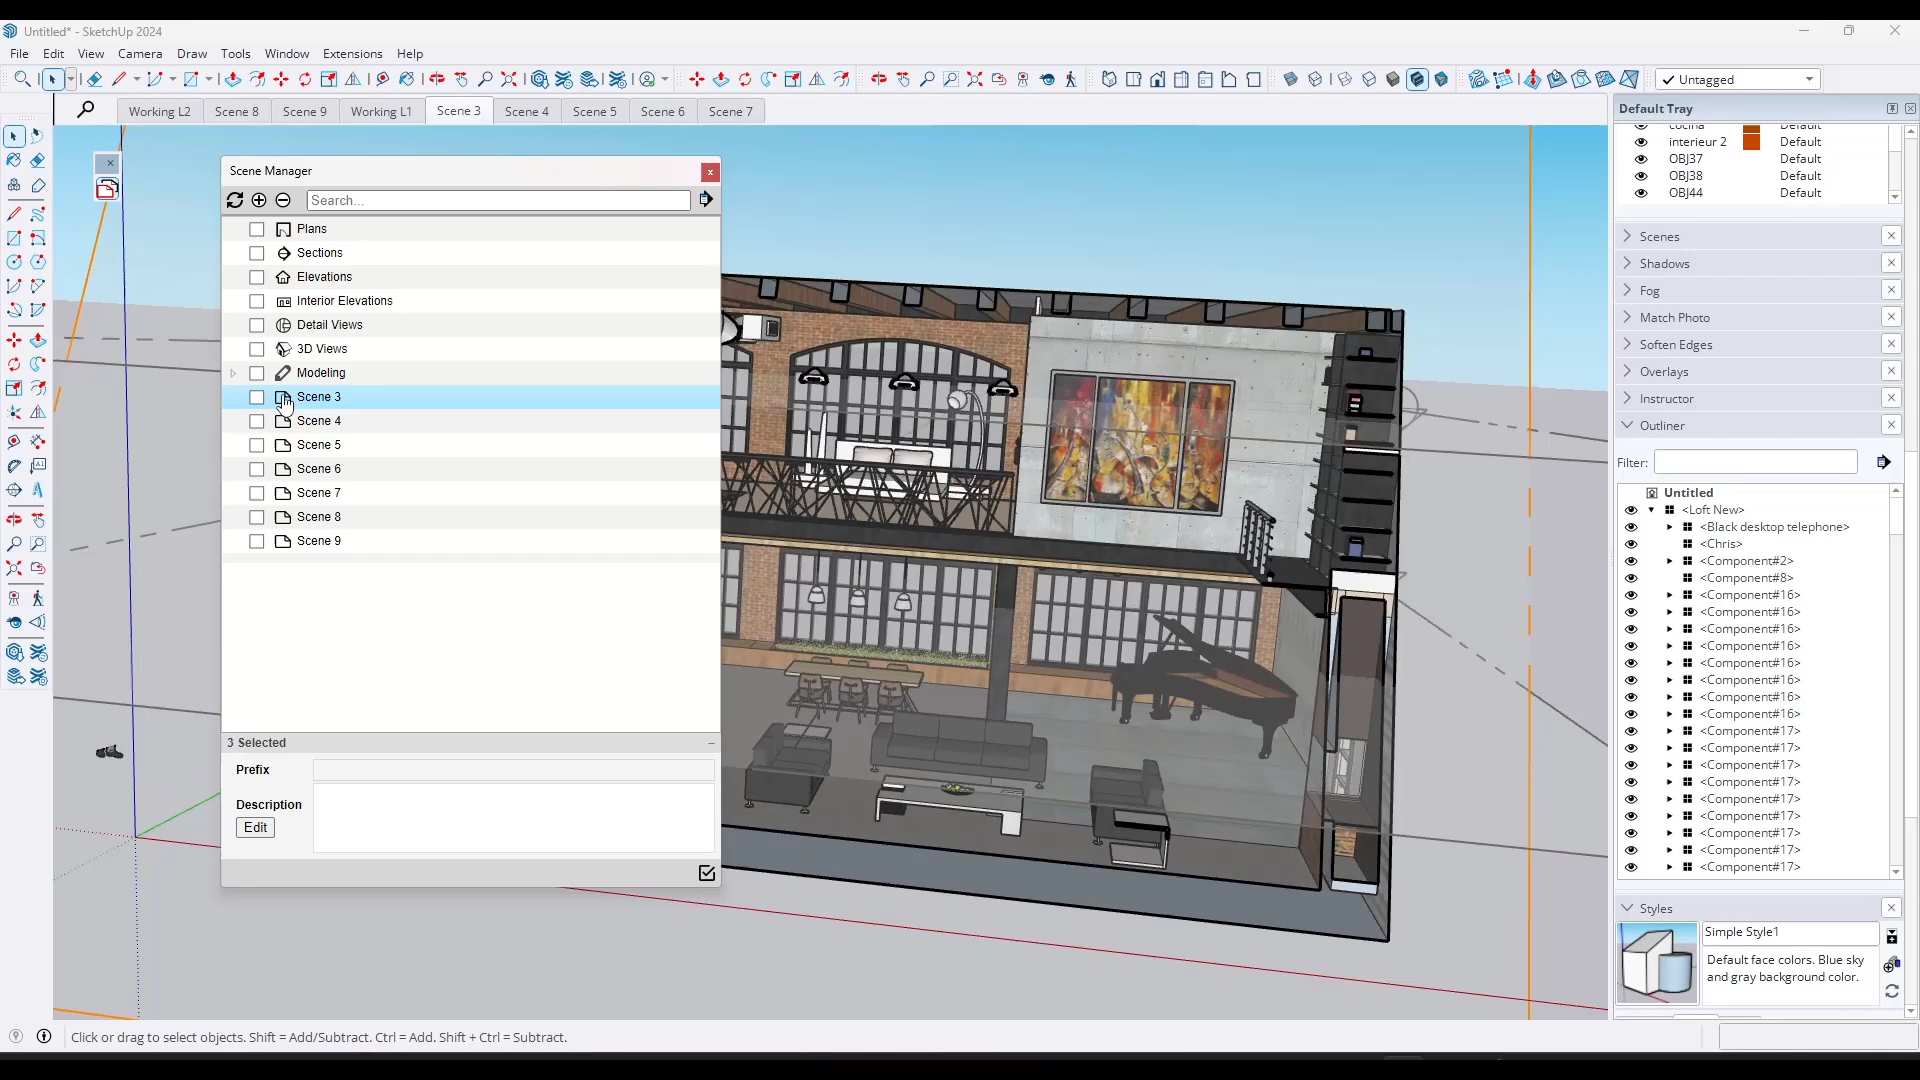 Untitled* - SketchUp 2024
File Edit View Camera Draw Tools Window Extensions Help
Untagged
Working L2 Scene 8 Scene 9 Working L1 Scene 3 Scene 4 Scene 5 Scene 6 Scene 7
Scene Manager
Search...
Plans
Sections
Elevations
Interior Elevations
Detail Views
3D Views
Modeling
Scene 3
Scene 4
Scene 5
Scene 6
Scene 7
Scene 8
Scene 9
3 Selected
Prefix
Description
Edit
Default Tray
cocina Default
interieur 2 Default
OBJ37 Default
OBJ38 Default
OBJ44 Default
Scenes
Shadows
Fog
Match Photo
Soften Edges
Overlays
Instructor
Outliner
Filter:
Untitled
<Loft New>
<Black desktop telephone>
<Chris>
<Component#2>
<Component#8>
<Component#16>
<Component#16>
<Component#16>
<Component#16>
<Component#16>
<Component#16>
<Component#16>
<Component#16>
<Component#17>
<Component#17>
<Component#17>
<Component#17>
<Component#17>
<Component#17>
<Component#17>
<Component#17>
<Component#17>
Styles
Simple Style1
Default face colors. Blue sky
and gray background color.
Click or drag to select objects. Shift = Add/Subtract. Ctrl = Add. Shift + Ctrl = Subtract.